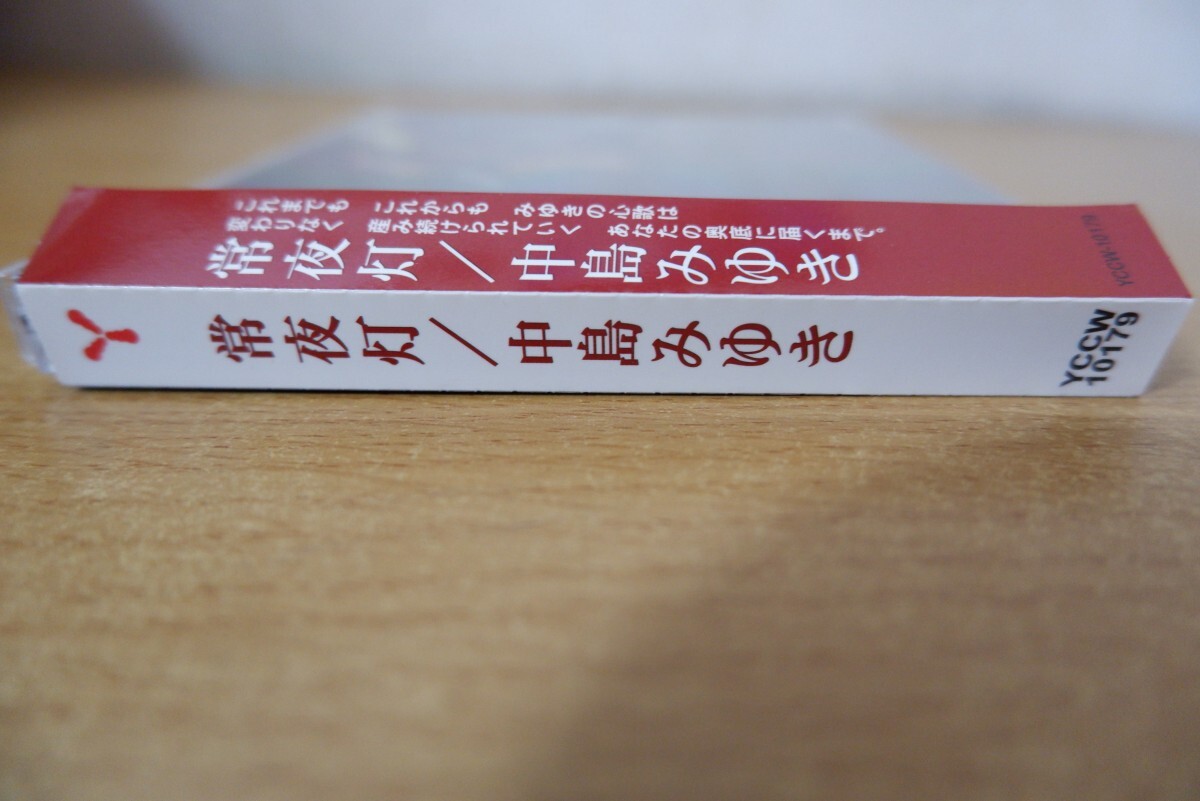 これまでも これからも みゆきの心歌は
変わりなく 産み続けられていく あなたの奥底に届くまで。
常夜灯／中島みゆき
YCCW-10179
常夜灯／中島みゆき
YCCW
10179